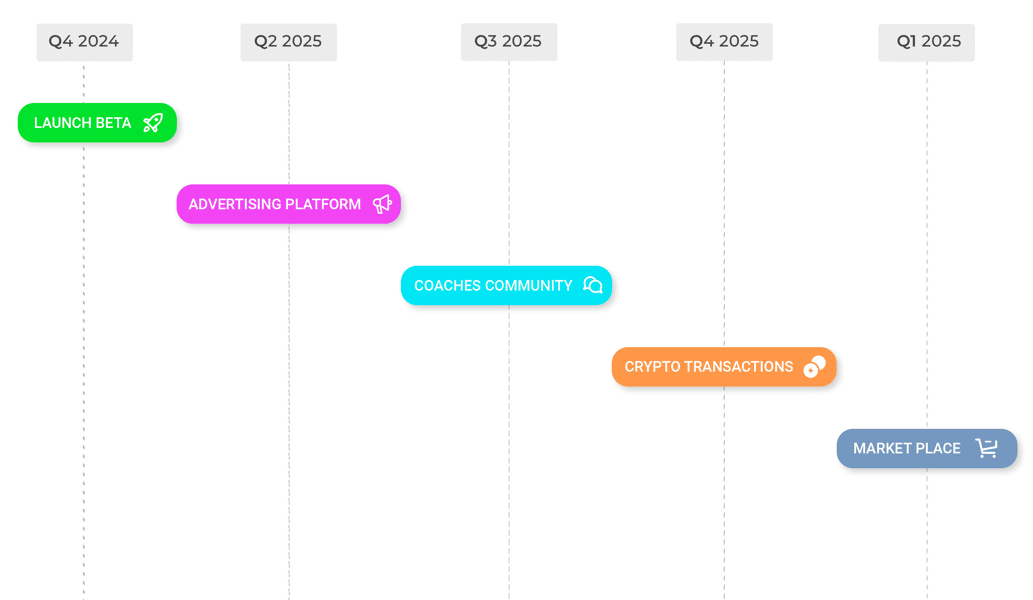 Q4 2024
Q2 2025
Q3 2025
Q4 2025
Q1 2025
LAUNCH BETA
ADVERTISING PLATFORM
COACHES COMMUNITY
CRYPTO TRANSACTIONS
MARKET PLACE